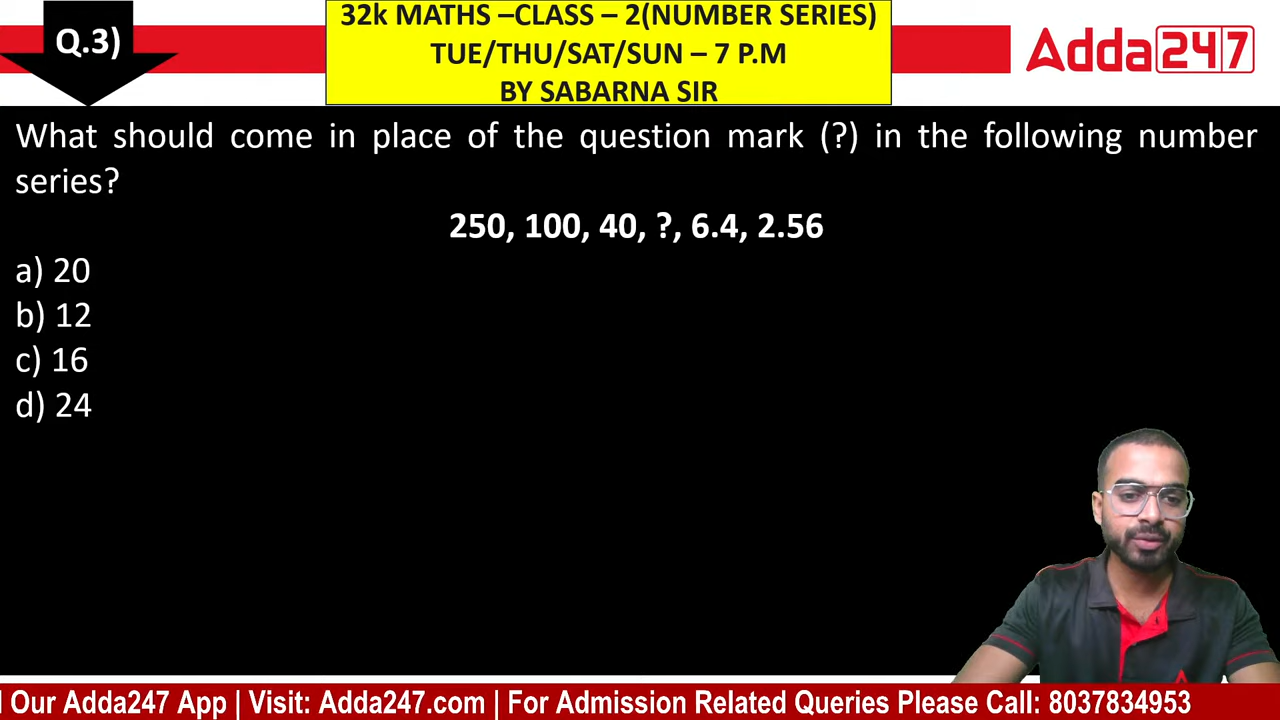 Q.3)
32k MATHS –CLASS – 2(NUMBER SERIES)
TUE/THU/SAT/SUN – 7 P.M
BY SABARNA SIR
Adda247
What should come in place of the question mark (?) in the following number
series?
250, 100, 40, ?, 6.4, 2.56
a) 20
b) 12
c) 16
d) 24
Our Adda247 App | Visit: Adda247.com | For Admission Related Queries Please Call: 8037834953